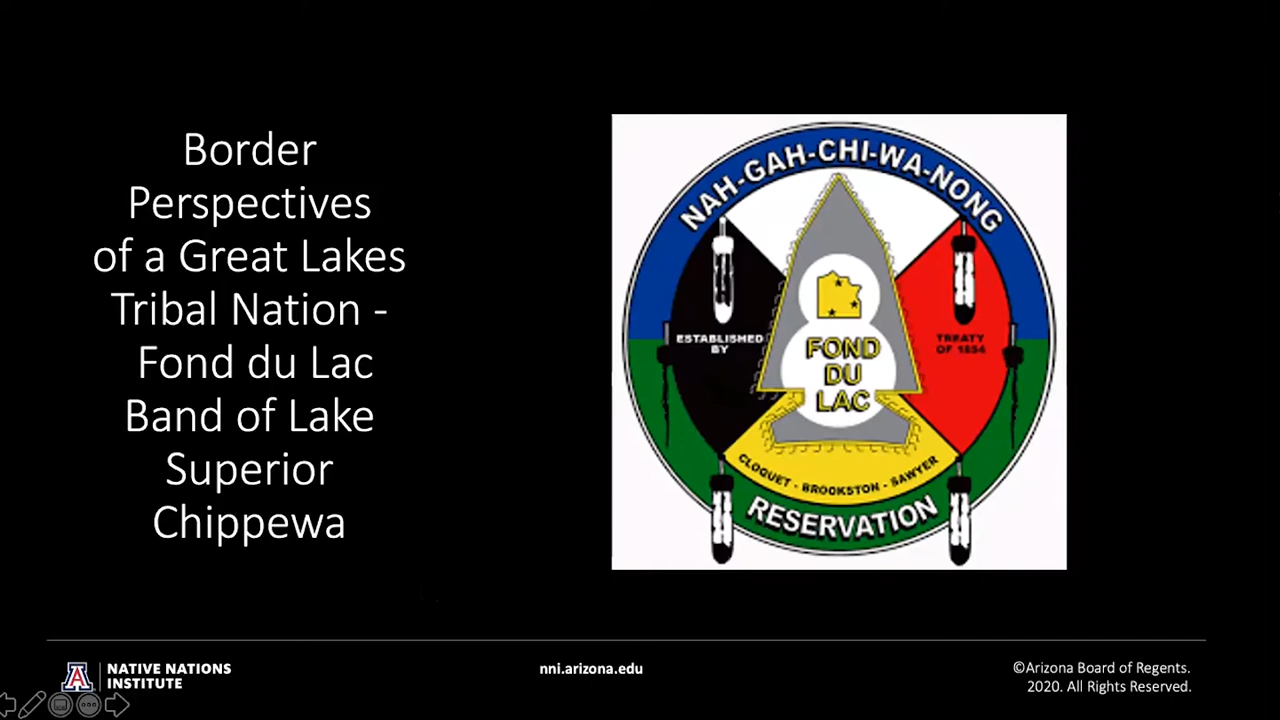 Border
Perspectives
of a Great Lakes
Tribal Nation -
Fond du Lac
Band of Lake
Superior
Chippewa
NAH-GAH-CHI-WA-NONG
ESTABLISHED
BY
TREATY
OF 1854
FOND
DU
LAC
CLOQUET - BROOKSTON - SAWYER
RESERVATION
A
NATIVE NATIONS
INSTITUTE
nni.arizona.edu
©Arizona Board of Regents.
2020. All Rights Reserved.